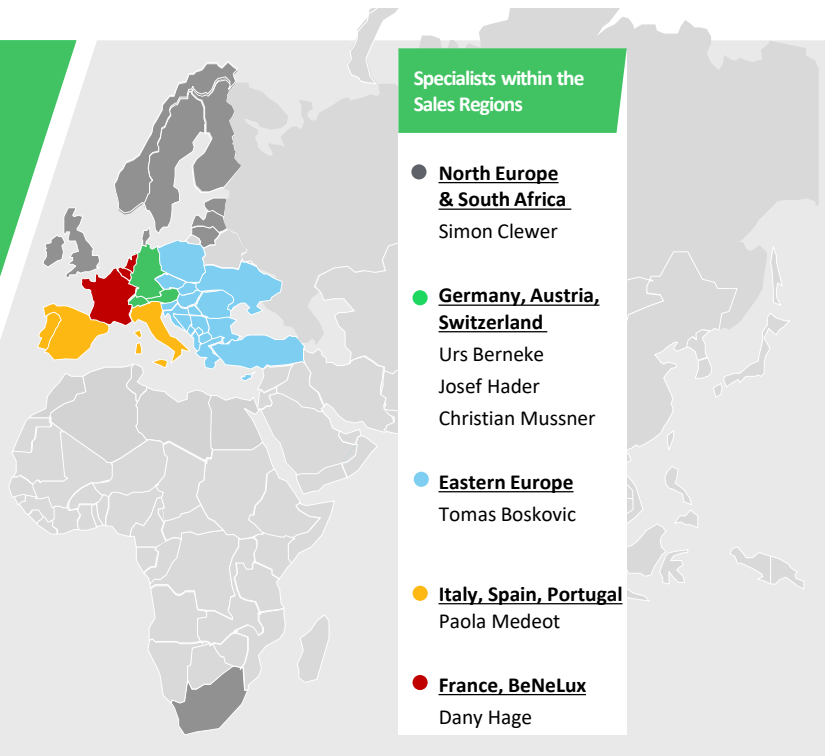 Specialists within the
Sales Regions
North Europe
& South Africa
Simon Clewer
Germany, Austria,
Switzerland
Urs Berneke
Josef Hader
Christian Mussner
Eastern Europe
Tomas Boskovic
Italy, Spain, Portugal
Paola Medeot
France, BeNeLux
Dany Hage